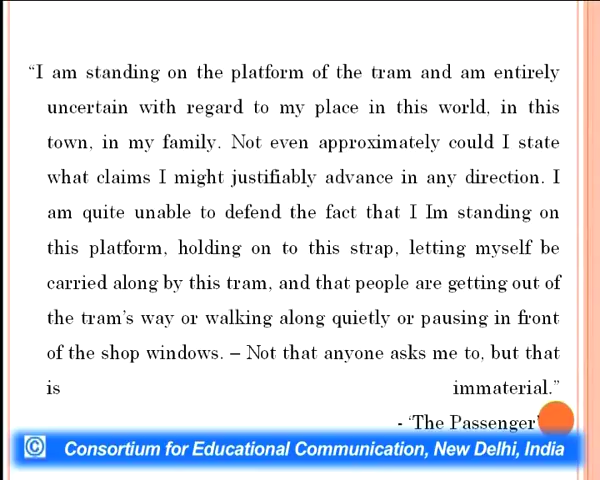 “I am standing on the platform of the tram and am entirely
uncertain with regard to my place in this world, in this
town, in my family. Not even approximately could I state
what claims I might justifiably advance in any direction. I
am quite unable to defend the fact that I Im standing on
this platform, holding on to this strap, letting myself be
carried along by this tram, and that people are getting out of
the tram’s way or walking along quietly or pausing in front
of the shop windows. – Not that anyone asks me to, but that
is immaterial.”
- ‘The Passenger’
© Consortium for Educational Communication, New Delhi, India